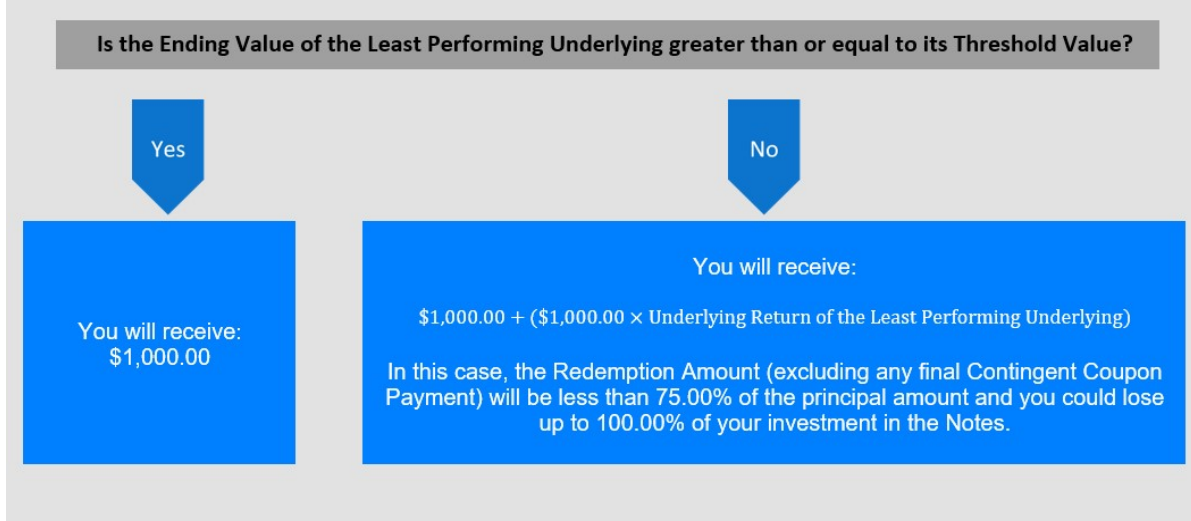 Is the Ending Value of the Least Performing Underlying greater than or equal to its Threshold Value?
Yes
No
You will receive:
$1,000.00
You will receive:
$1,000.00 + ($1,000.00 × Underlying Return of the Least Performing Underlying)
In this case, the Redemption Amount (excluding any final Contingent Coupon
Payment) will be less than 75.00% of the principal amount and you could lose
up to 100.00% of your investment in the Notes.